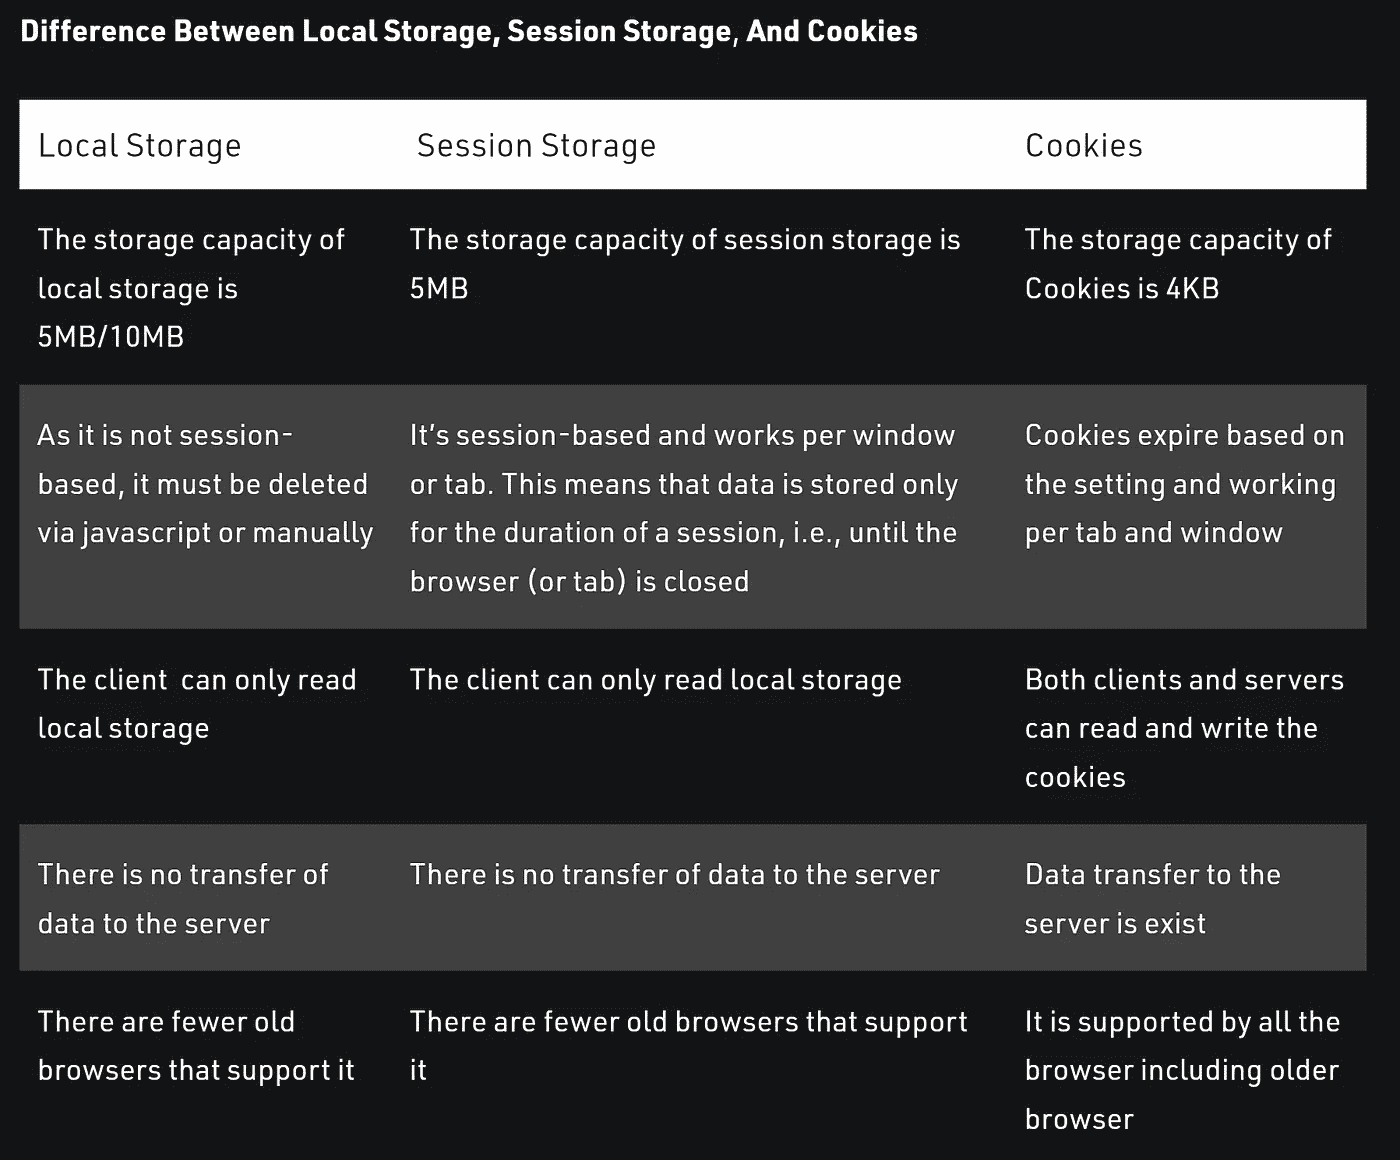 Difference Between Local Storage, Session Storage, And Cookies
Local Storage
Session Storage
Cookies
The storage capacity of
local storage is
5MB/10MB
The storage capacity of session storage is
5MB
The storage capacity of
Cookies is 4KB
As it is not session-
based, it must be deleted
via javascript or manually
It's session-based and works per window
or tab. This means that data is stored only
for the duration of a session, i.e., until the
browser (or tab) is closed
Cookies expire based on
the setting and working
per tab and window
The client  can only read
local storage
The client can only read local storage
Both clients and servers
can read and write the
cookies
There is no transfer of
data to the server
There is no transfer of data to the server
Data transfer to the
server is exist
There are fewer old
browsers that support it
There are fewer old browsers that support
it
It is supported by all the
browser including older
browser